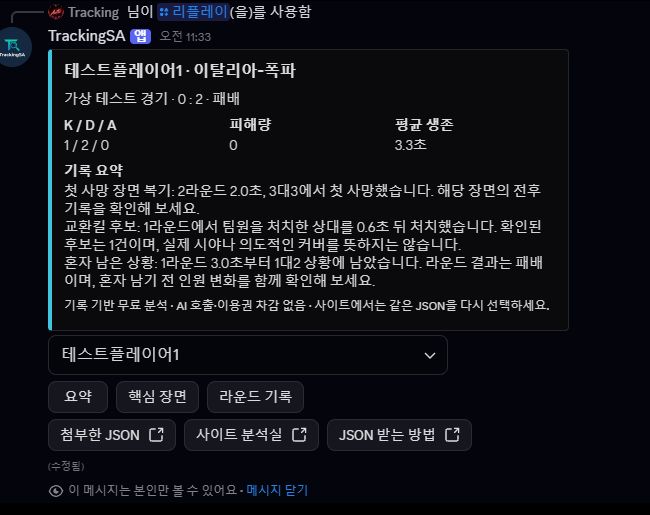 Tracking 님이 리플레이(을)를 사용함
TrackingSA 앱 오전 11:33
TrackingSA
테스트플레이어1 · 이탈리아-폭파
가상 테스트 경기 · 0 : 2 · 패배
K / D / A 피해량 평균 생존
1 / 2 / 0 0 3.3초
기록 요약
첫 사망 장면 복기: 2라운드 2.0초, 3대3에서 첫 사망했습니다. 해당 장면의 전후
기록을 확인해 보세요.
교환킬 후보: 1라운드에서 팀원을 처치한 상대를 0.6초 뒤 처치했습니다. 확인된
후보는 1건이며, 실제 시야나 의도적인 커버를 뜻하지는 않습니다.
혼자 남은 상황: 1라운드 3.0초부터 1대2 상황에 남았습니다. 라운드 결과는 패배
이며, 혼자 남기 전 인원 변화를 함께 확인해 보세요.
기록 기반 무료 분석 · AI 호출·이용권 차감 없음 · 사이트에서는 같은 JSON을 다시 선택하세요.
테스트플레이어1
요약 핵심 장면 라운드 기록
첨부한 JSON 사이트 분석실 JSON 받는 방법
(수정됨)
이 메시지는 본인만 볼 수 있어요 · 메시지 닫기